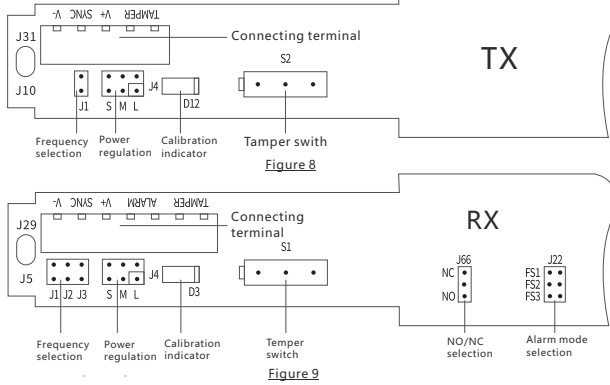 V- SYNC V+ TAMPER
J31
Connecting terminal
S2
TX
J10
J4
J1 S M L D12
Frequency selection
Power regulation
Calibration indicator
Tamper swith
Figure 8
V- SYNC V+ ALARM TAMPER
J29
Connecting terminal
S1
RX
J5
J4
J1 J2 J3 S M L D3
J66
NC
NO
J22
FS1
FS2
FS3
Frequency selection
Power regulation
Calibration indicator
Temper switch
NO/NC selection
Alarm mode selection
Figure 9